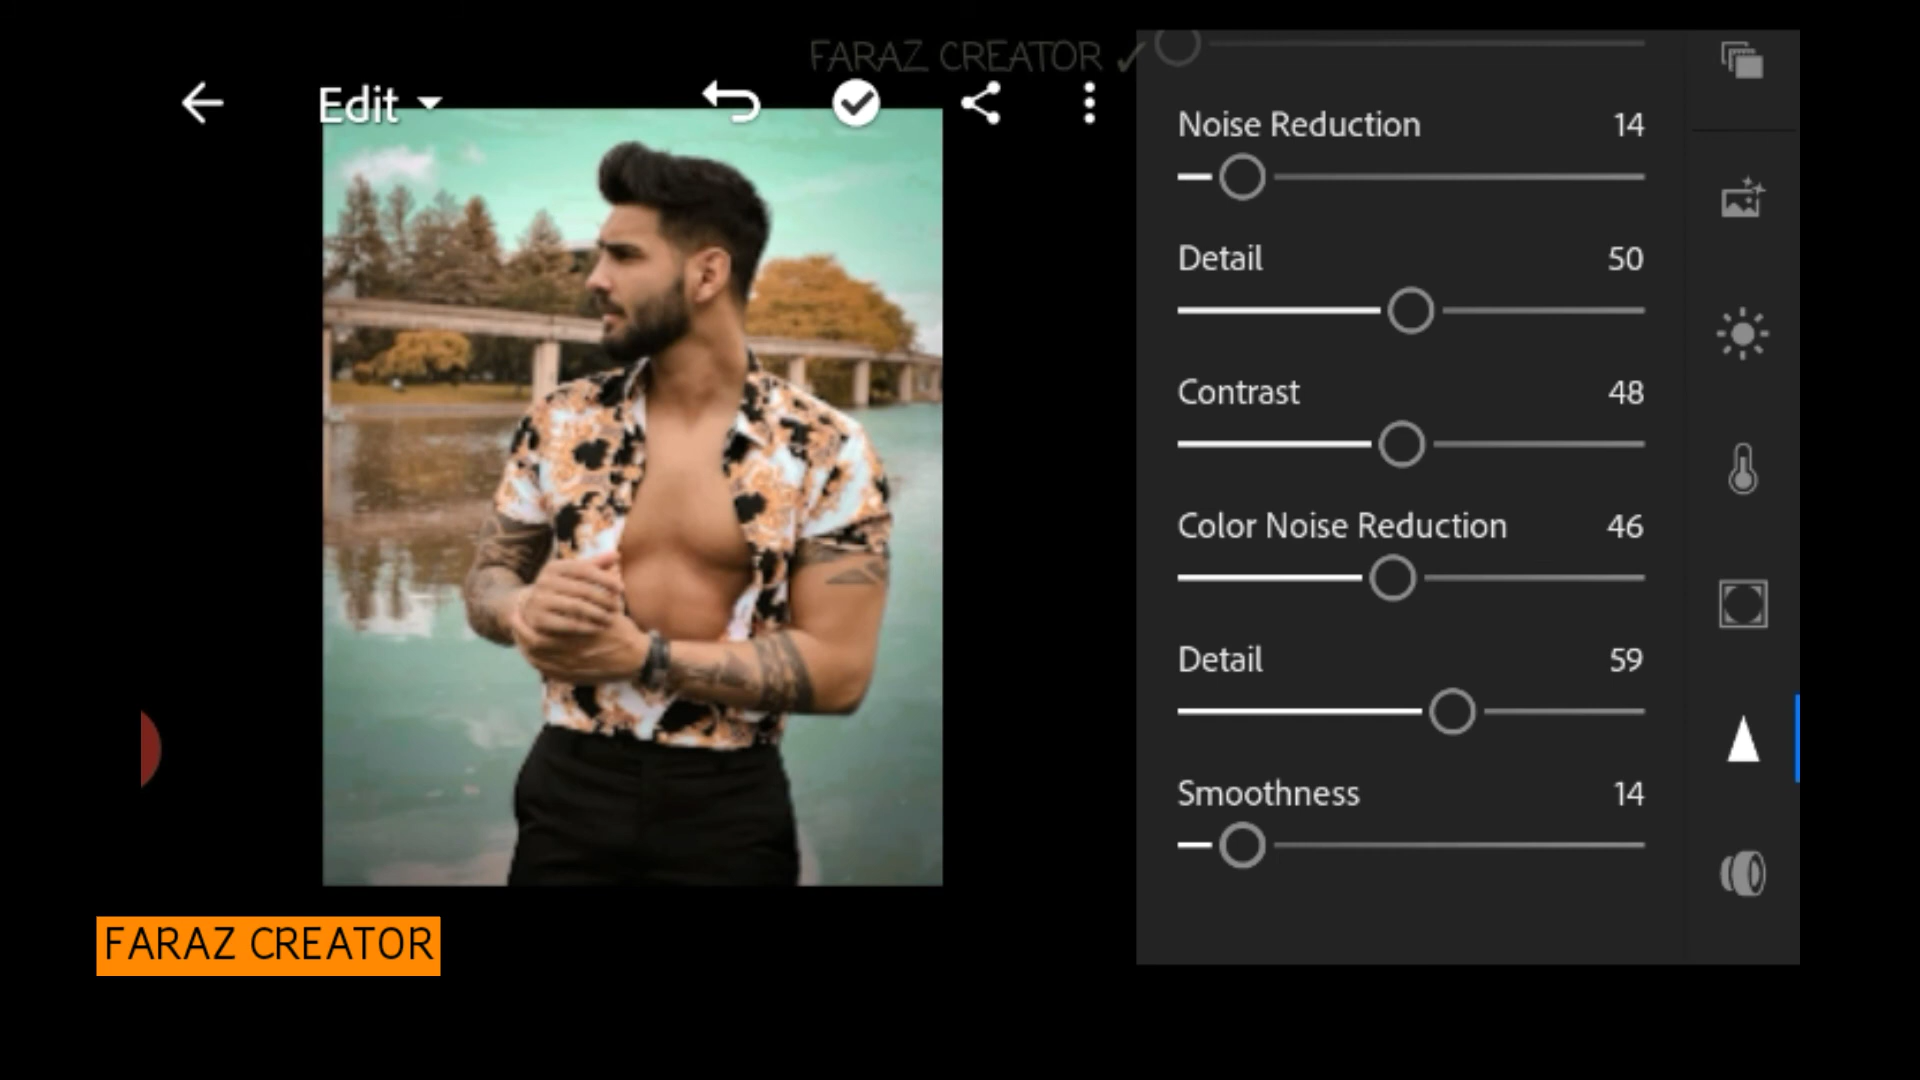 FARAZ CREATOR ✓
Edit
Noise Reduction 14
Detail 50
Contrast 48
Color Noise Reduction 46
Detail 59
Smoothness 14
FARAZ CREATOR